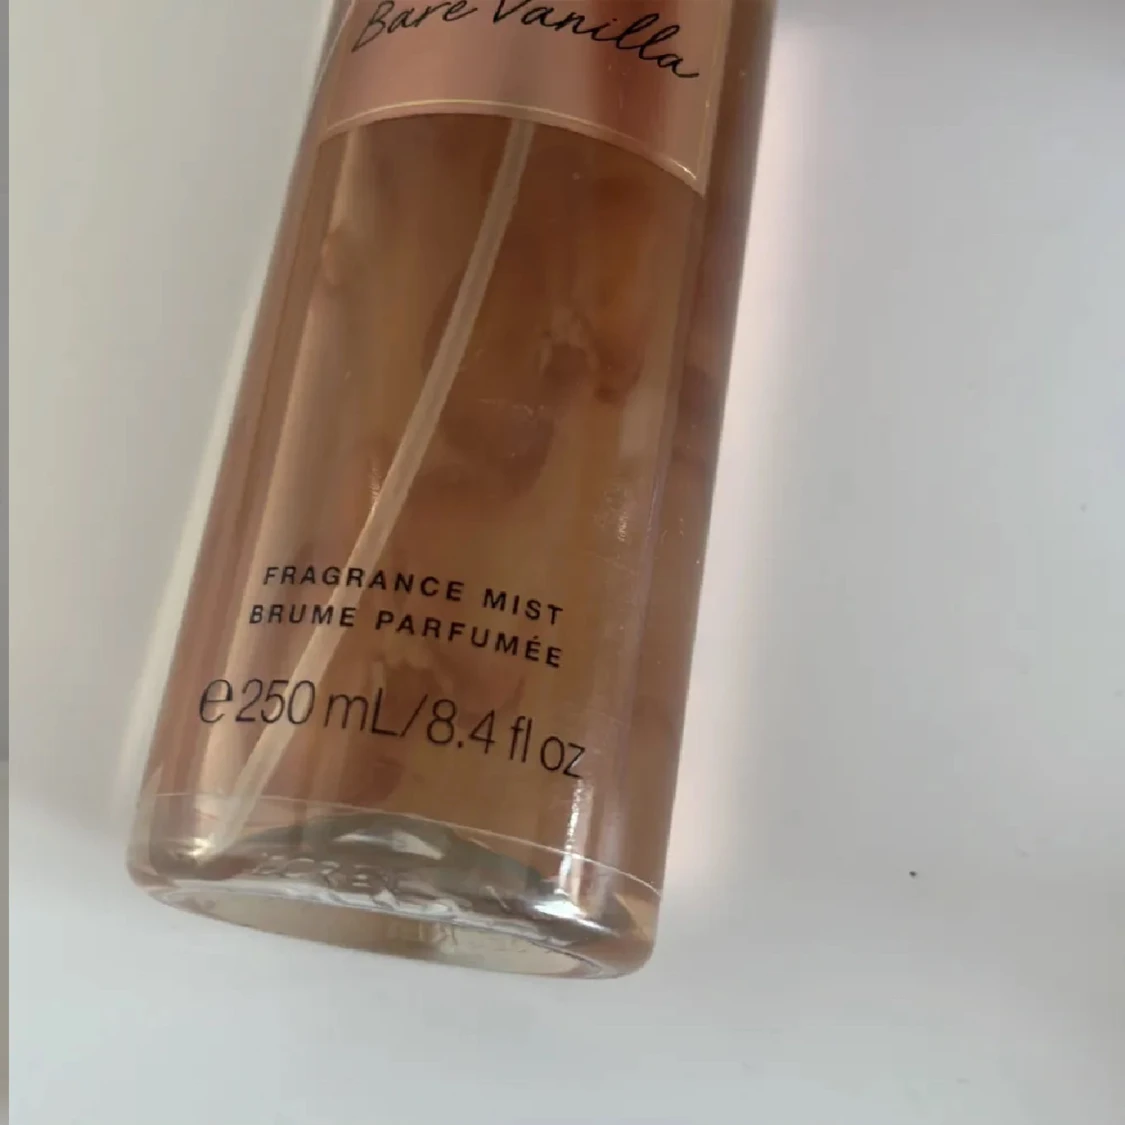 Bare Vanilla
FRAGRANCE MIST
BRUME PARFUMÉE
℮250 mL/8.4 fl oz